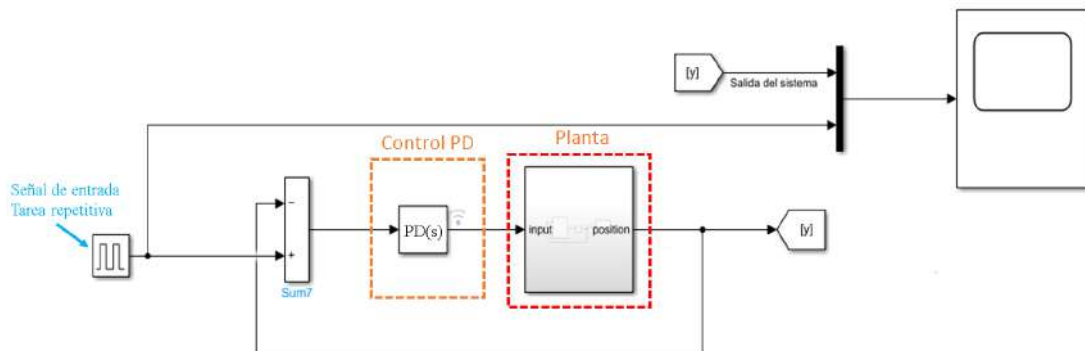 [y]
Salida del sistema
Control PD
Planta
Señal de entrada
Tarea repetitiva
−
+
Sum7
PD(s)
input
position
[y]